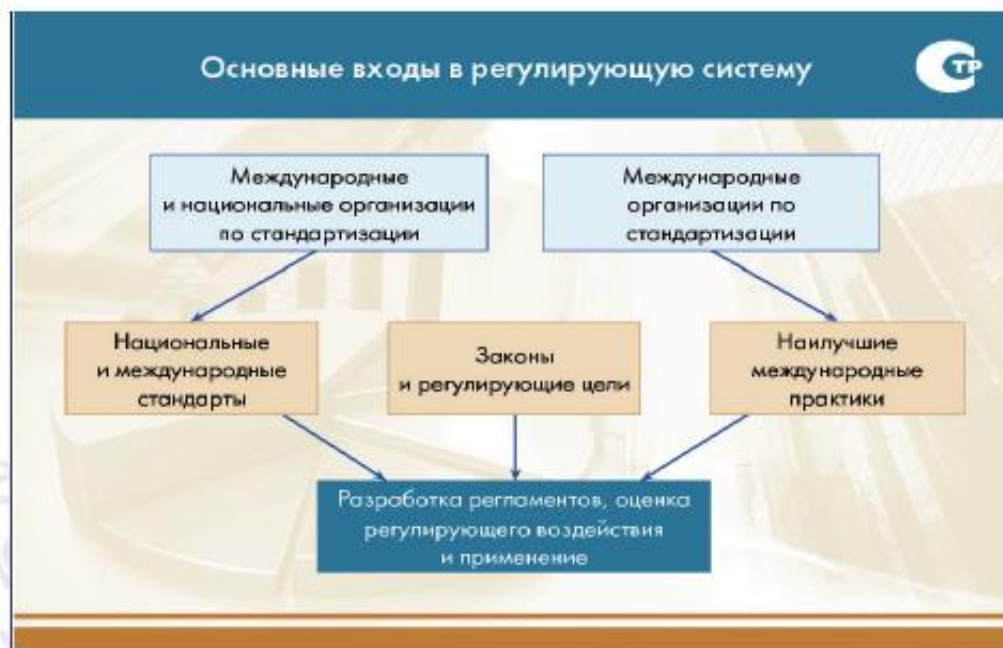 Основные входы в регулирующую систему
ТР
Международные
и национальные организации
по стандартизации
Международные
организации по
стандартизации
Национальные
и международные
стандарты
Законы
и регулирующие цели
Наилучшие
международные
практики
Разработка регламентов, оценка
регулирующего воздействия
и применение